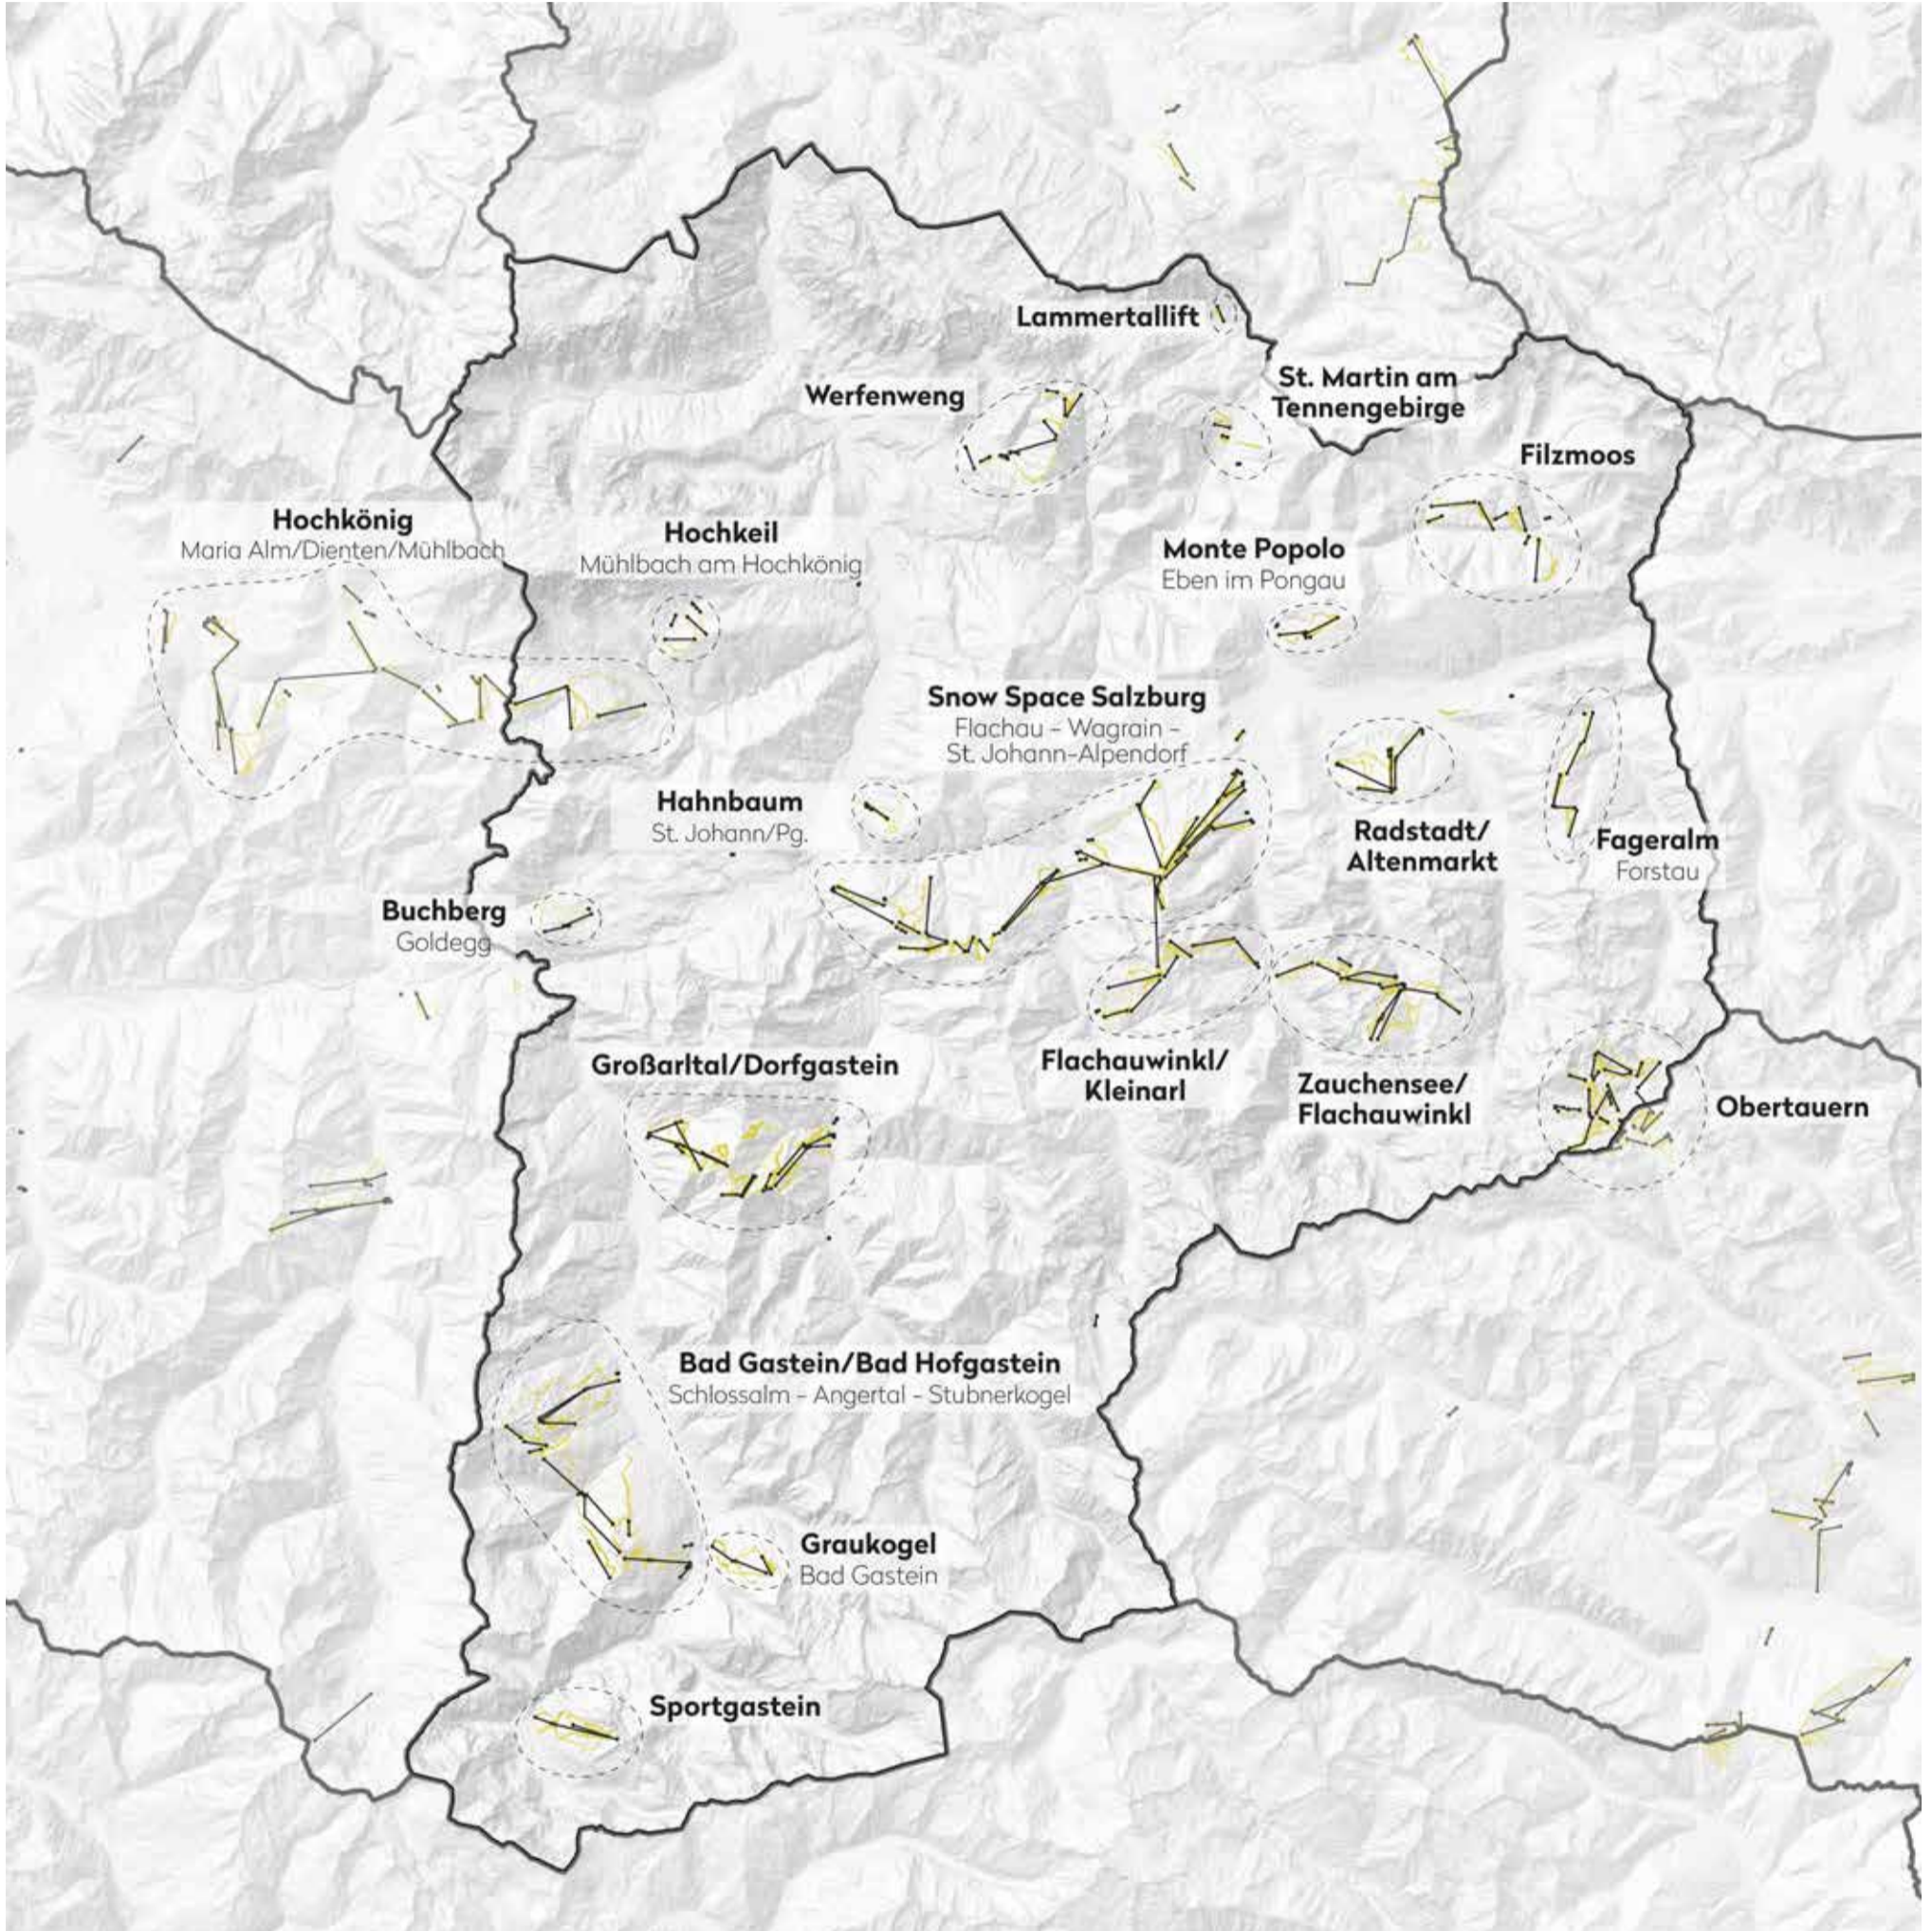 Lammertallift
St. Martin am
Tennengebirge
Werfenweng
Filzmoos
Hochkönig
Maria Alm/Dienten/Mühlbach
Hochkeil
Mühlbach am Hochkönig
Monte Popolo
Eben im Pongau
Snow Space Salzburg
Flachau – Wagrain –
St. Johann-Alpendorf
Hahnbaum
St. Johann/Pg.
Radstadt/
Altenmarkt
Fageralm
Forstau
Buchberg
Goldegg
Großarltal/Dorfgastein
Flachauwinkl/
Kleinarl
Zauchensee/
Flachauwinkl
Obertauern
Bad Gastein/Bad Hofgastein
Schlossalm – Angertal – Stubnerkogel
Graukogel
Bad Gastein
Sportgastein